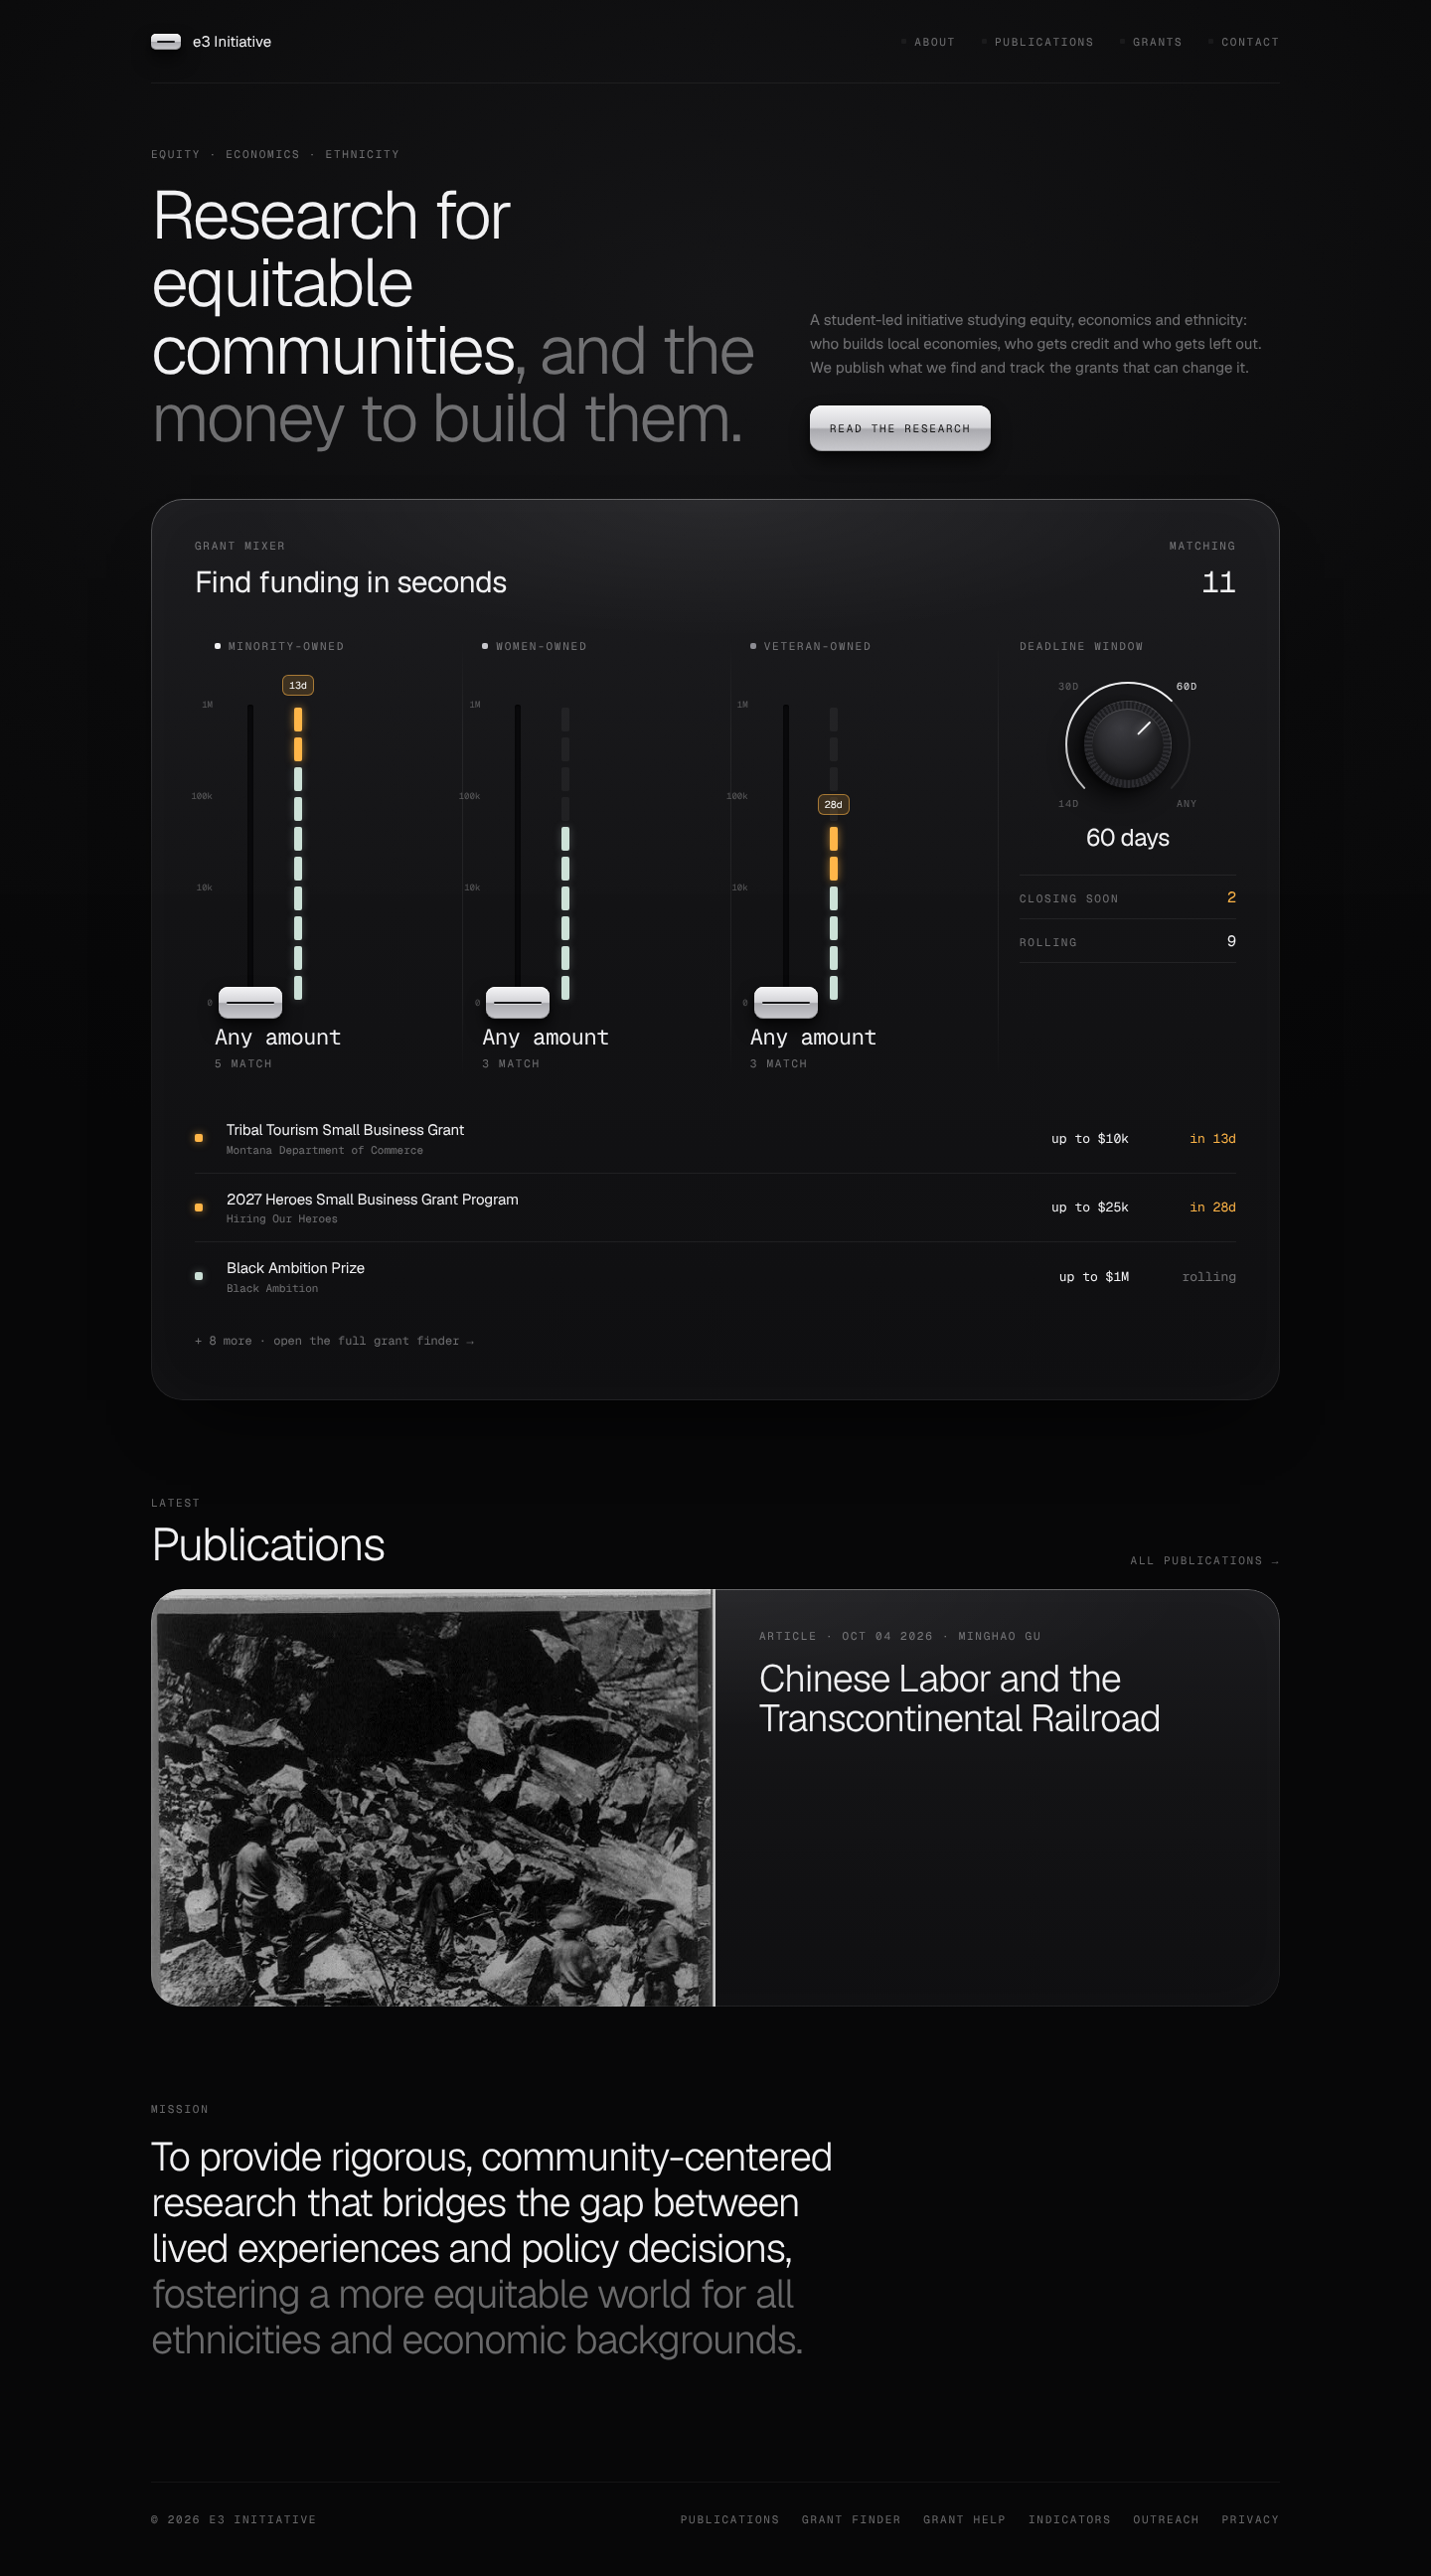 e3 Initiative
ABOUT
PUBLICATIONS
GRANTS
CONTACT
EQUITY · ECONOMICS · ETHNICITY
Research for
equitable
communities, and the
money to build them.
A student-led initiative studying equity, economics and ethnicity:
who builds local economies, who gets credit and who gets left out.
We publish what we find and track the grants that can change it.
READ THE RESEARCH
GRANT MIXER
Find funding in seconds
MATCHING
11
MINORITY-OWNED
13d
1M
100k
10k
0
Any amount
5 MATCH
WOMEN-OWNED
1M
100k
10k
0
Any amount
3 MATCH
VETERAN-OWNED
1M
100k
28d
10k
0
Any amount
3 MATCH
DEADLINE WINDOW
30D
60D
14D
ANY
60 days
CLOSING SOON 2
ROLLING 9
Tribal Tourism Small Business Grant
Montana Department of Commerce
up to $10k
in 13d
2027 Heroes Small Business Grant Program
Hiring Our Heroes
up to $25k
in 28d
Black Ambition Prize
Black Ambition
up to $1M
rolling
+ 8 more · open the full grant finder →
LATEST
Publications
ALL PUBLICATIONS →
ARTICLE · OCT 04 2026 · MINGHAO GU
Chinese Labor and the
Transcontinental Railroad
MISSION
To provide rigorous, community-centered
research that bridges the gap between
lived experiences and policy decisions,
fostering a more equitable world for all
ethnicities and economic backgrounds.
© 2026 E3 INITIATIVE
PUBLICATIONS
GRANT FINDER
GRANT HELP
INDICATORS
OUTREACH
PRIVACY